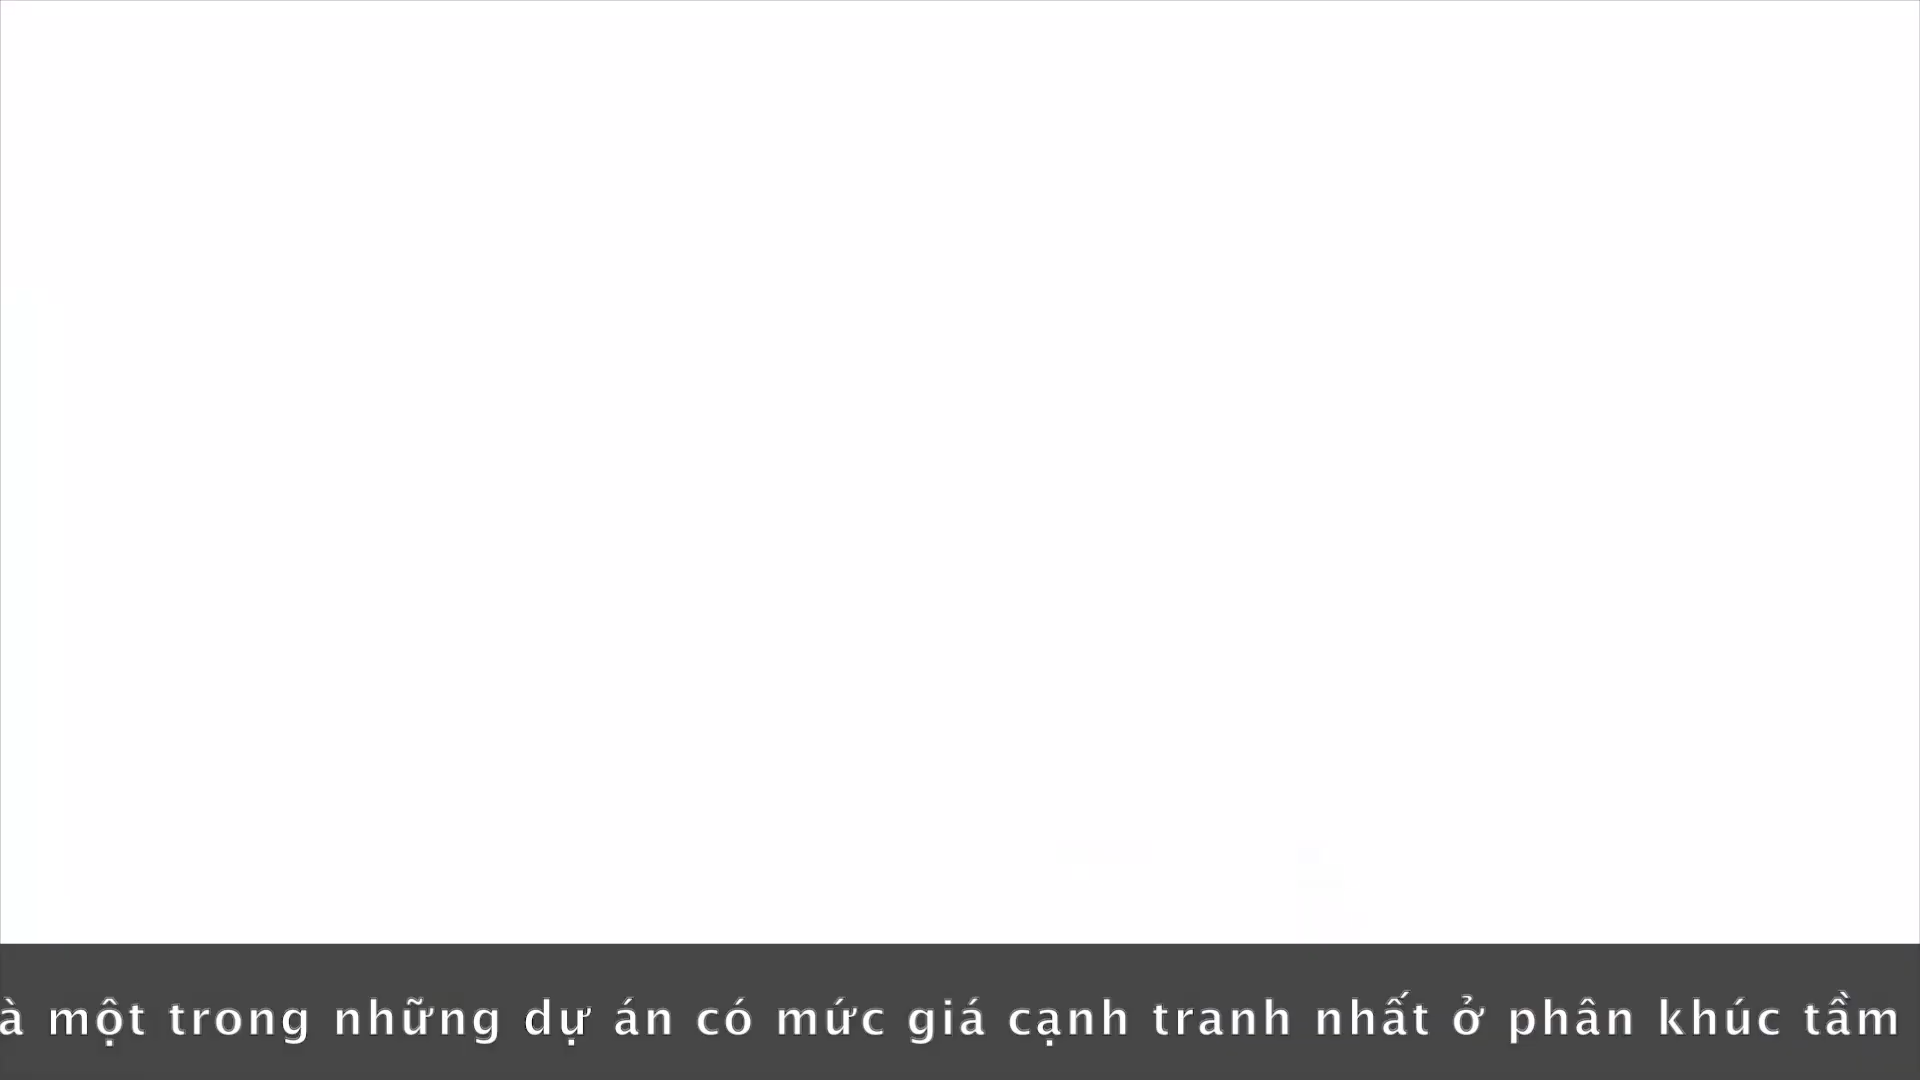 à một trong những dự án có mức giá cạnh tranh nhất ở phân khúc tầm